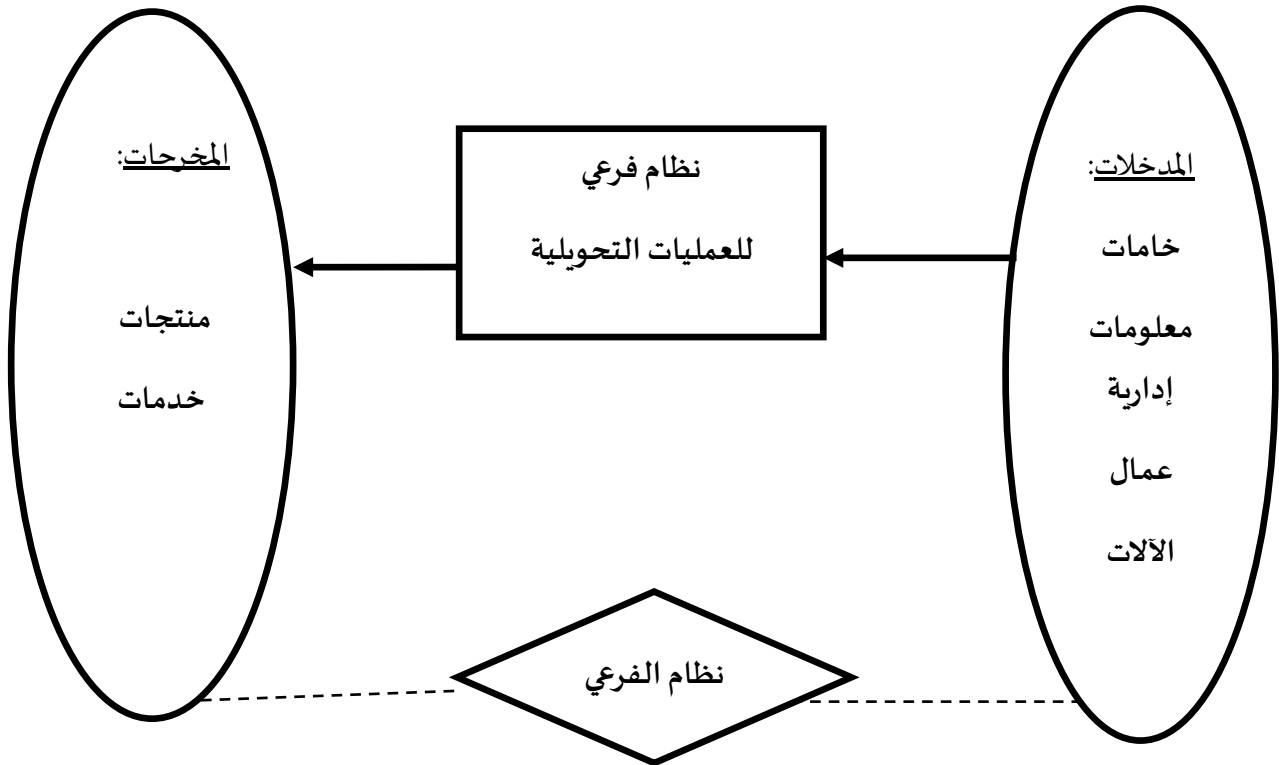 المدخلات:
خامات
معلومات
إدارية
عمال
الآلات
نظام فرعي
للعمليات التحويلية
المخرجات:
منتجات
خدمات
نظام الفرعي